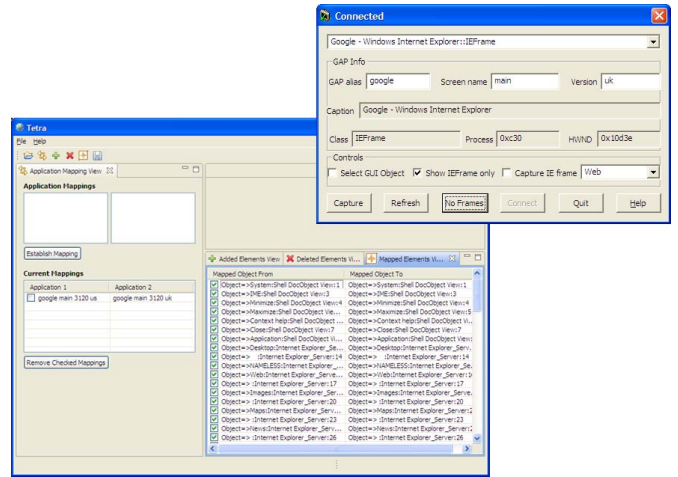 Connected
Google - Windows Internet Explorer::IEFrame
GAP Info
GAP alias google Screen name main Version uk
Caption Google - Windows Internet Explorer
Class IEFrame Process 0xc30 HWND 0x10d3e
Controls
Select GUI Object Show IEFrame only Capture IE frame Web
Capture Refresh No Frames Connect Quit Help
Tetra
File Help
Application Mapping View
Application Mappings
Establish Mapping
Current Mappings
Application 1 Application 2
google main 3120 us google main 3120 uk
Remove Checked Mappings
Added Elements View Deleted Elements Vi... Mapped Elements Vi...
Mapped Object From Mapped Object To
Object=>System:Shell DocObject View:1 Object=>System:Shell DocObject View:1
Object=>IME:Shell DocObject View:3 Object=>IME:Shell DocObject View:3
Object=>Minimize:Shell DocObject View:4 Object=>Minimize:Shell DocObject View:4
Object=>Maximize:Shell DocObject Vie... Object=>Maximize:Shell DocObject View:5
Object=>Context help:Shell DocObject ... Object=>Context help:Shell DocObject Vi...
Object=>Close:Shell DocObject View:7 Object=>Close:Shell DocObject View:7
Object=>Application:Shell DocObject Vi... Object=>Application:Shell DocObject View:
Object=>Desktop:Internet Explorer_Ser... Object=>Desktop:Internet Explorer_Serv...
Object=> :Internet Explorer_Server:14 Object=> :Internet Explorer_Server:14
Object=>NAMELESS:Internet Explorer_... Object=>NAMELESS:Internet Explorer_Se...
Object=>Web:Internet Explorer_Serve... Object=>Web:Internet Explorer_Server:1
Object=> :Internet Explorer_Server:17 Object=> :Internet Explorer_Server:17
Object=>Images:Internet Explorer_Ser... Object=>Images:Internet Explorer_Serve...
Object=> :Internet Explorer_Server:20 Object=> :Internet Explorer_Server:20
Object=>Maps:Internet Explorer_Serv... Object=>Maps:Internet Explorer_Server:2
Object=> :Internet Explorer_Server:23 Object=> :Internet Explorer_Server:23
Object=>News:Internet Explorer_Serv... Object=>News:Internet Explorer_Server:2
Object=> :Internet Explorer_Server:26 Object=> :Internet Explorer_Server:26